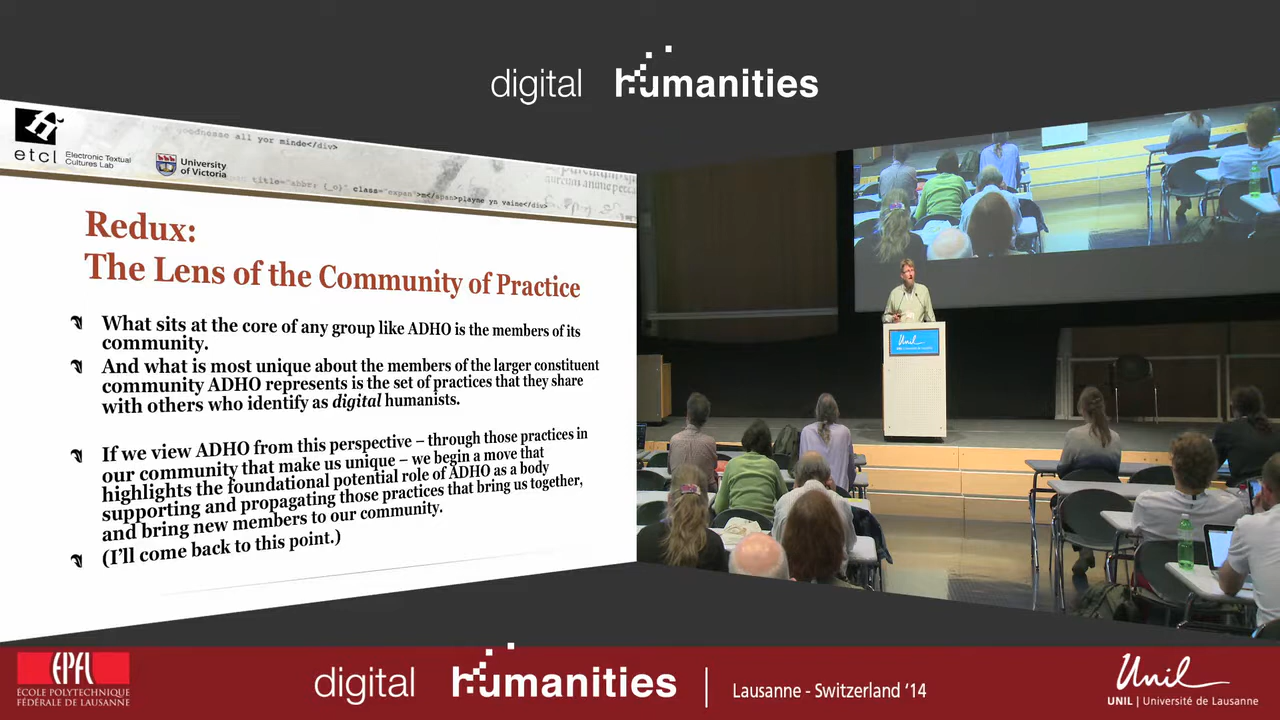 digital humanities
goodnesse all yor minde</div>
etcl
Electronic Textual
Cultures Lab
University
of Victoria
title="abbr: (_o)" class="expan">m</span>playne yn vaine</div>
Redux:
The Lens of the Community of Practice
What sits at the core of any group like ADHO is the members of its
community.
And what is most unique about the members of the larger constituent
community ADHO represents is the set of practices that they share
with others who identify as digital humanists.
If we view ADHO from this perspective – through those practices in
our community that make us unique – we begin a move that
highlights the foundational potential role of ADHO as a body
supporting and propagating those practices that bring us together,
and bring new members to our community.
(I'll come back to this point.)
Unil
EPFL
ÉCOLE POLYTECHNIQUE
FÉDÉRALE DE LAUSANNE
digital humanities
Lausanne - Switzerland '14
Unil
UNIL | Université de Lausanne